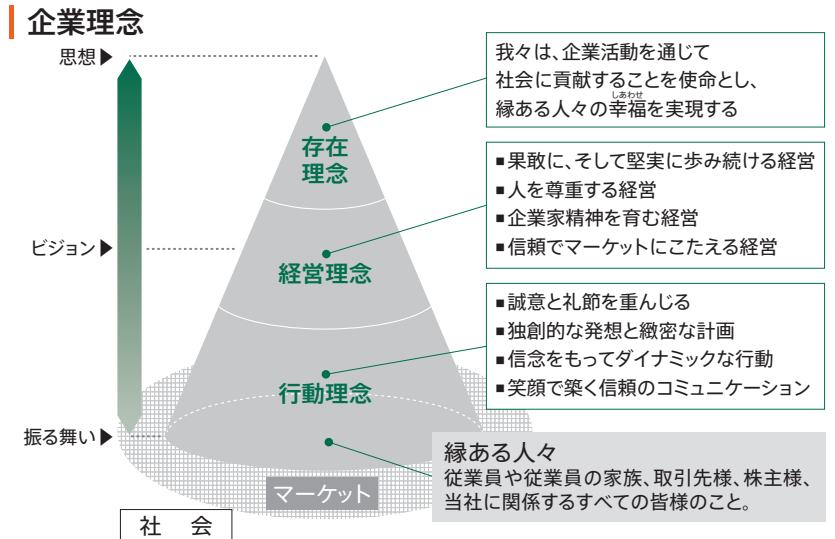 企業理念
思想▶
ビジョン▶
振る舞い▶
存在
理念
経営理念
行動理念
マーケット
社 会
我々は、企業活動を通じて
社会に貢献することを使命とし、
しあわせ
縁ある人々の幸福を実現する
■果敢に、そして堅実に歩み続ける経営
■人を尊重する経営
■企業家精神を育む経営
■信頼でマーケットにこたえる経営
■誠意と礼節を重んじる
■独創的な発想と緻密な計画
■信念をもってダイナミックな行動
■笑顔で築く信頼のコミュニケーション
縁ある人々
従業員や従業員の家族、取引先様、株主様、
当社に関係するすべての皆様のこと。